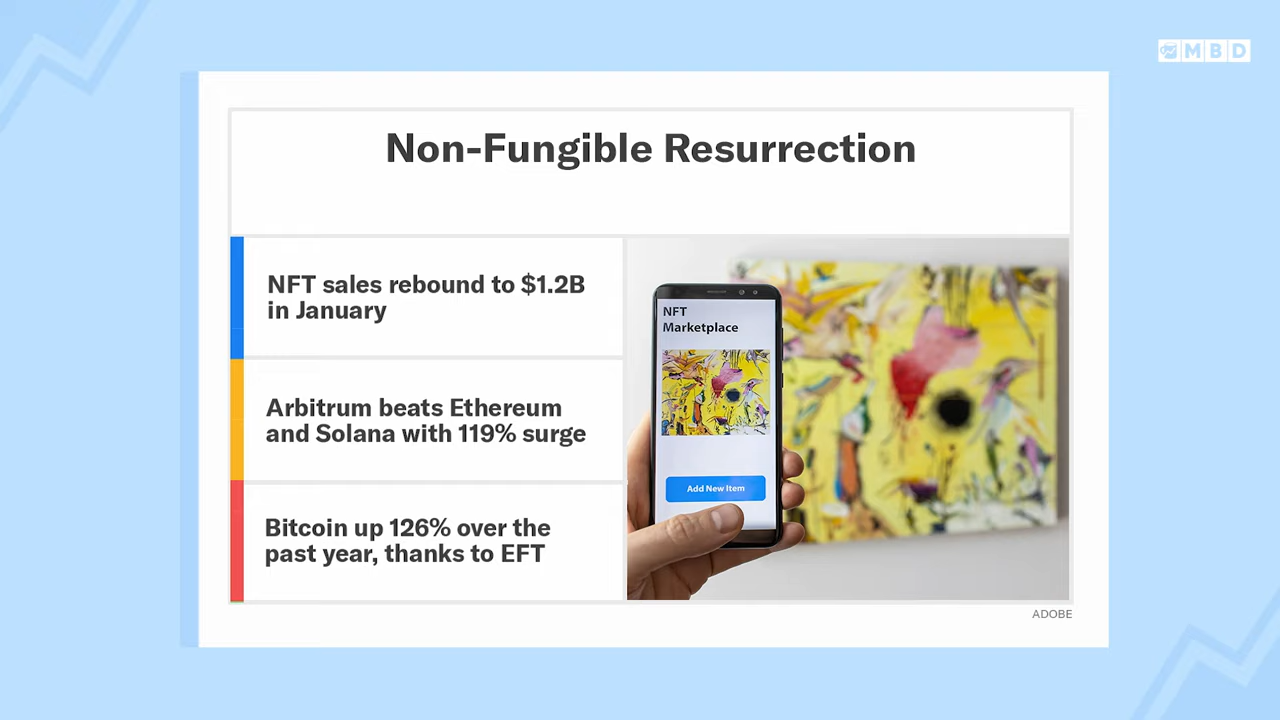 MBD
Non-Fungible Resurrection
NFT sales rebound to $1.2B
in January
Arbitrum beats Ethereum
and Solana with 119% surge
Bitcoin up 126% over the
past year, thanks to EFT
NFT
Marketplace
Add New Item
ADOBE